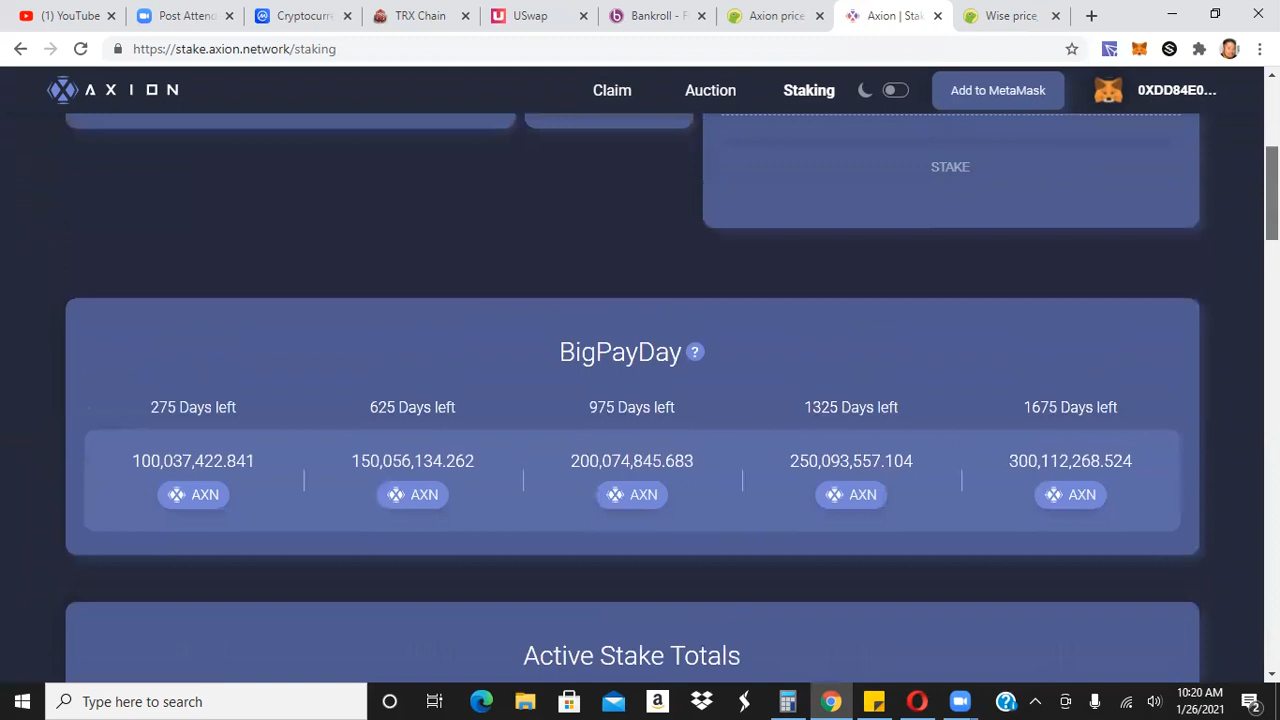 (1) YouTube
Post Attend
Cryptocurre
TRX Chain
USwap
Bankroll - F
Axion price
Axion | Stak
Wise price,
https://stake.axion.network/staking
AXION
Claim
Auction
Staking
Add to MetaMask
0XDD84E0...
STAKE
BigPayDay ?
275 Days left
625 Days left
975 Days left
1325 Days left
1675 Days left
100,037,422.841
150,056,134.262
200,074,845.683
250,093,557.104
300,112,268.524
AXN
AXN
AXN
AXN
AXN
Active Stake Totals
Type here to search
10:20 AM
1/26/2021
2